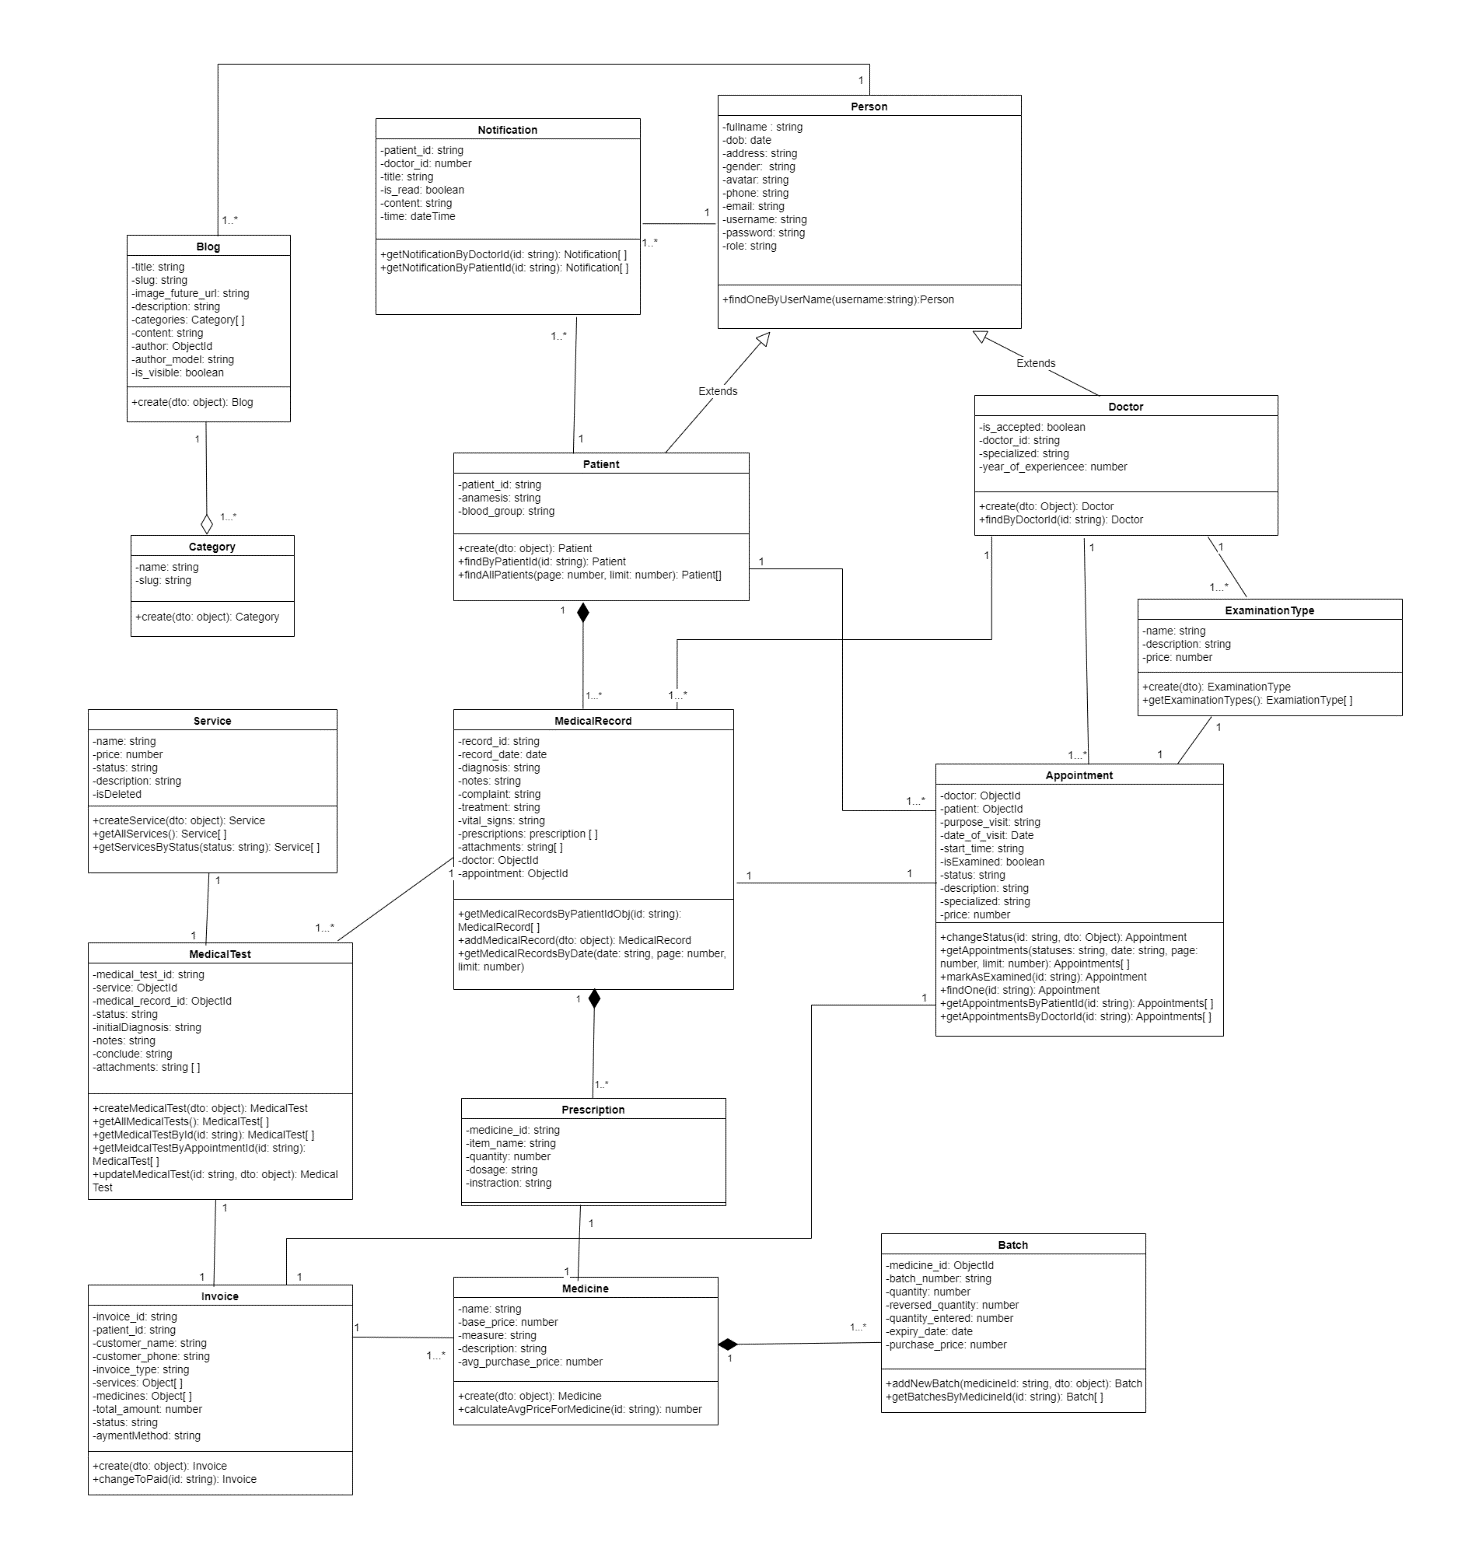 1
Person
-fullname : string
-dob: date
-address: string
-gender:  string
-avatar: string
-phone: string
-email: string
-username: string
-password: string
-role: string
+findOneByUserName(username:string):Person
Notification
-patient_id: string
-doctor_id: number
-title: string
-is_read: boolean
-content: string
-time: dateTime
+getNotificationByDoctorId(id: string): Notification[ ]
+getNotificationByPatientId(id: string): Notification[ ]
1
1..*
1..*
Blog
-title: string
-slug: string
-image_future_url: string
-description: string
-categories: Category[ ]
-content: string
-author: ObjectId
-author_model: string
-is_visible: boolean
+create(dto: object): Blog
1..*
1
Extends
Extends
Doctor
-is_accepted: boolean
-doctor_id: string
-specialized: string
-year_of_experiencee: number
+create(dto: Object): Doctor
+findByDoctorId(id: string): Doctor
1
1...*
Category
-name: string
-slug: string
+create(dto: object): Category
Patient
-patient_id: string
-anamesis: string
-blood_group: string
+create(dto: object): Patient
+findByPatientId(id: string): Patient
+findAllPatients(page: number, limit: number): Patient[]
1
1
1
1
1
1...*
ExaminationType
-name: string
-description: string
-price: number
+create(dto): ExaminationType
+getExaminationTypes(): ExamiationType[ ]
1...*
1...*
1
1
1...*
Service
-name: string
-price: number
-status: string
-description: string
-isDeleted
+createService(dto: object): Service
+getAllServices(): Service[ ]
+getServicesByStatus(status: string): Service[ ]
MedicalRecord
-record_id: string
-record_date: date
-diagnosis: string
-notes: string
-complaint: string
-treatment: string
-vital_signs: string
-prescriptions: prescription [ ]
-attachments: string[ ]
-doctor: ObjectId
-appointment: ObjectId
+getMedicalRecordsByPatientIdObj(id: string):
MedicalRecord[ ]
+addMedicalRecord(dto: object): MedicalRecord
+getMedicalRecordsByDate(date: string, page: number,
limit: number)
1...*
Appointment
-doctor: ObjectId
-patient: ObjectId
-purpose_visit: string
-date_of_visit: Date
-start_time: string
-isExamined: boolean
-status: string
-description: string
-specialized: string
-price: number
+changeStatus(id: string, dto: Object): Appointment
+getAppointments(statuses: string, date: string, page:
number, limit: number): Appointments[ ]
+markAsExamined(id: string): Appointment
+findOne(id: string): Appointment
+getAppointmentsByPatientId(id: string): Appointments[ ]
+getAppointmentsByDoctorId(id: string): Appointments[ ]
1
1
1
1
1...*
1
1
1
MedicalTest
-medical_test_id: string
-service: ObjectId
-medical_record_id: ObjectId
-status: string
-initialDiagnosis: string
-notes: string
-conclude: string
-attachments: string [ ]
+createMedicalTest(dto: object): MedicalTest
+getAllMedicalTests(): MedicalTest[ ]
+getMedicalTestById(id: string): MedicalTest[ ]
+getMeidcalTestByAppointmentId(id: string):
MedicalTest[ ]
+updateMedicalTest(id: string, dto: object): Medical
Test
1..*
Prescription
-medicine_id: string
-item_name: string
-quantity: number
-dosage: string
-instraction: string
1
1
1
1
1
Invoice
-invoice_id: string
-patient_id: string
-customer_name: string
-customer_phone: string
-invoice_type: string
-services: Object[ ]
-medicines: Object[ ]
-total_amount: number
-status: string
-aymentMethod: string
+create(dto: object): Invoice
+changeToPaid(id: string): Invoice
1
1...*
Medicine
-name: string
-base_price: number
-measure: string
-description: string
-avg_purchase_price: number
+create(dto: object): Medicine
+calculateAvgPriceForMedicine(id: string): number
1
1...*
Batch
-medicine_id: ObjectId
-batch_number: string
-quantity: number
-reversed_quantity: number
-quantity_entered: number
-expiry_date: date
-purchase_price: number
+addNewBatch(medicineId: string, dto: object): Batch
+getBatchesByMedicineId(id: string): Batch[ ]